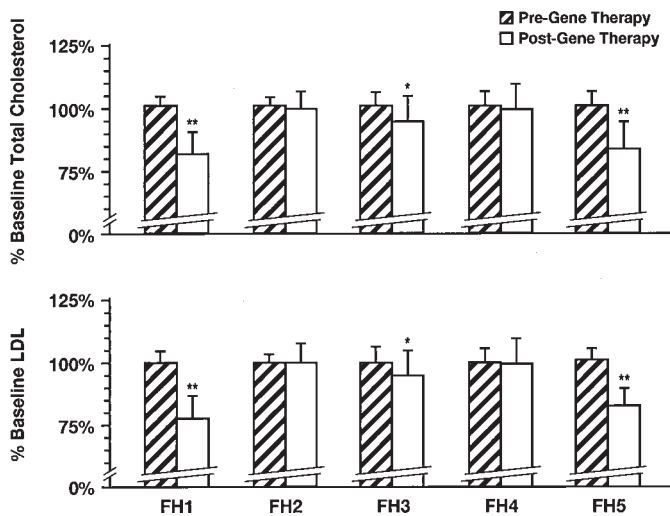 Pre-Gene Therapy
Post-Gene Therapy
% Baseline Total Cholesterol
125%
100%
75%
0%
**
*
**
% Baseline LDL
125%
100%
75%
0%
**
*
**
FH1 FH2 FH3 FH4 FH5